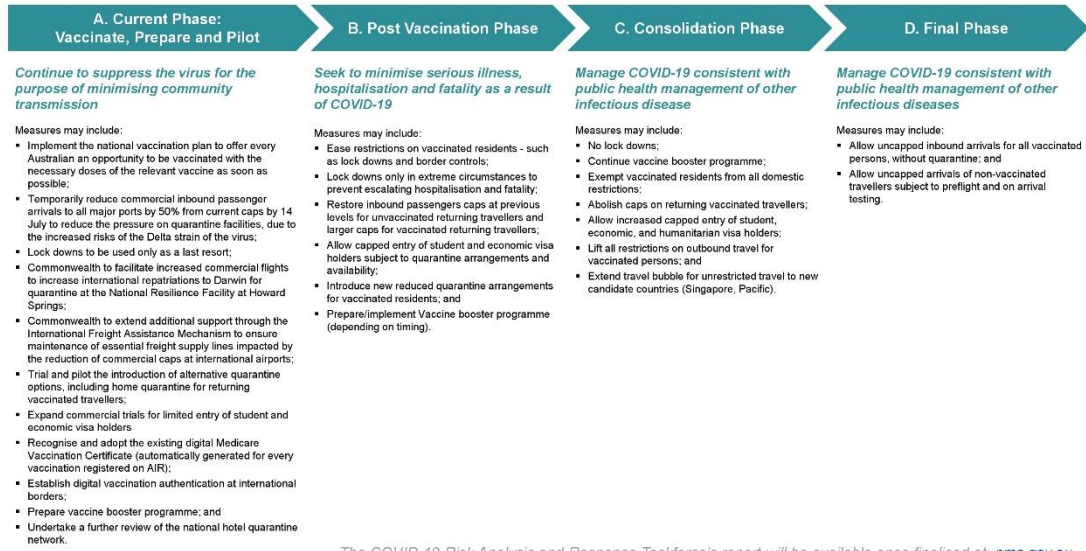 A. Current Phase:
Vaccinate, Prepare and Pilot
Continue to suppress the virus for the
purpose of minimising community
transmission
Measures may include:
▪ Implement the national vaccination plan to offer every
Australian an opportunity to be vaccinated with the
necessary doses of the relevant vaccine as soon as
possible;
▪ Temporarily reduce commercial inbound passenger
arrivals to all major ports by 50% from current caps by 14
July to reduce the pressure on quarantine facilities, due to
the increased risks of the Delta strain of the virus;
▪ Lock downs to be used only as a last resort;
▪ Commonwealth to facilitate increased commercial flights
to increase international repatriations to Darwin for
quarantine at the National Resilience Facility at Howard
Springs;
▪ Commonwealth to extend additional support through the
International Freight Assistance Mechanism to ensure
maintenance of essential freight supply lines impacted by
the reduction of commercial caps at international airports;
▪ Trial and pilot the introduction of alternative quarantine
options, including home quarantine for returning
vaccinated travellers;
▪ Expand commercial trials for limited entry of student and
economic visa holders
▪ Recognise and adopt the existing digital Medicare
Vaccination Certificate (automatically generated for every
vaccination registered on AIR);
▪ Establish digital vaccination authentication at international
borders;
▪ Prepare vaccine booster programme; and
▪ Undertake a further review of the national hotel quarantine
network.
B. Post Vaccination Phase
Seek to minimise serious illness,
hospitalisation and fatality as a result
of COVID-19
Measures may include:
▪ Ease restrictions on vaccinated residents - such
as lock downs and border controls;
▪ Lock downs only in extreme circumstances to
prevent escalating hospitalisation and fatality;
▪ Restore inbound passengers caps at previous
levels for unvaccinated returning travellers and
larger caps for vaccinated returning travellers;
▪ Allow capped entry of student and economic visa
holders subject to quarantine arrangements and
availability;
▪ Introduce new reduced quarantine arrangements
for vaccinated residents; and
▪ Prepare/implement Vaccine booster programme
(depending on timing).
C. Consolidation Phase
Manage COVID-19 consistent with
public health management of other
infectious disease
Measures may include:
▪ No lock downs;
▪ Continue vaccine booster programme;
▪ Exempt vaccinated residents from all domestic
restrictions;
▪ Abolish caps on returning vaccinated travellers;
▪ Allow increased capped entry of student,
economic, and humanitarian visa holders;
▪ Lift all restrictions on outbound travel for
vaccinated persons; and
▪ Extend travel bubble for unrestricted travel to new
candidate countries (Singapore, Pacific).
D. Final Phase
Manage COVID-19 consistent with
public health management of other
infectious diseases
Measures may include:
▪ Allow uncapped inbound arrivals for all vaccinated
persons, without quarantine; and
▪ Allow uncapped arrivals of non-vaccinated
travellers subject to preflight and on arrival
testing.
The COVID-19 Risk Analysis and Response Taskforce's report will be available once finalised at: pmc.gov.au